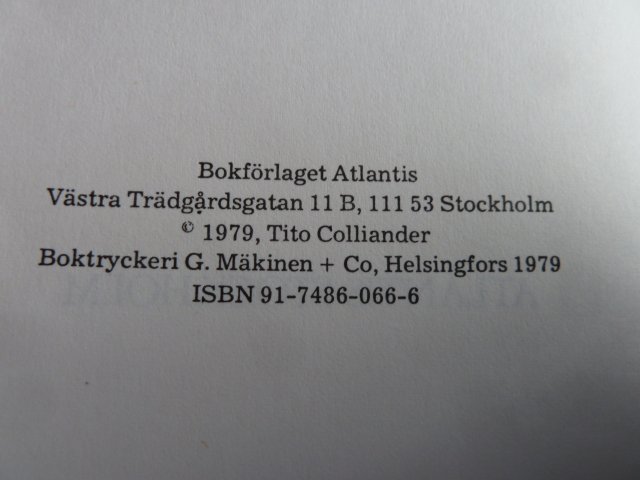 Bokförlaget Atlantis
Västra Trädgårdsgatan 11 B, 111 53 Stockholm
© 1979, Tito Colliander
Boktryckeri G. Mäkinen + Co, Helsingfors 1979
ISBN 91-7486-066-6